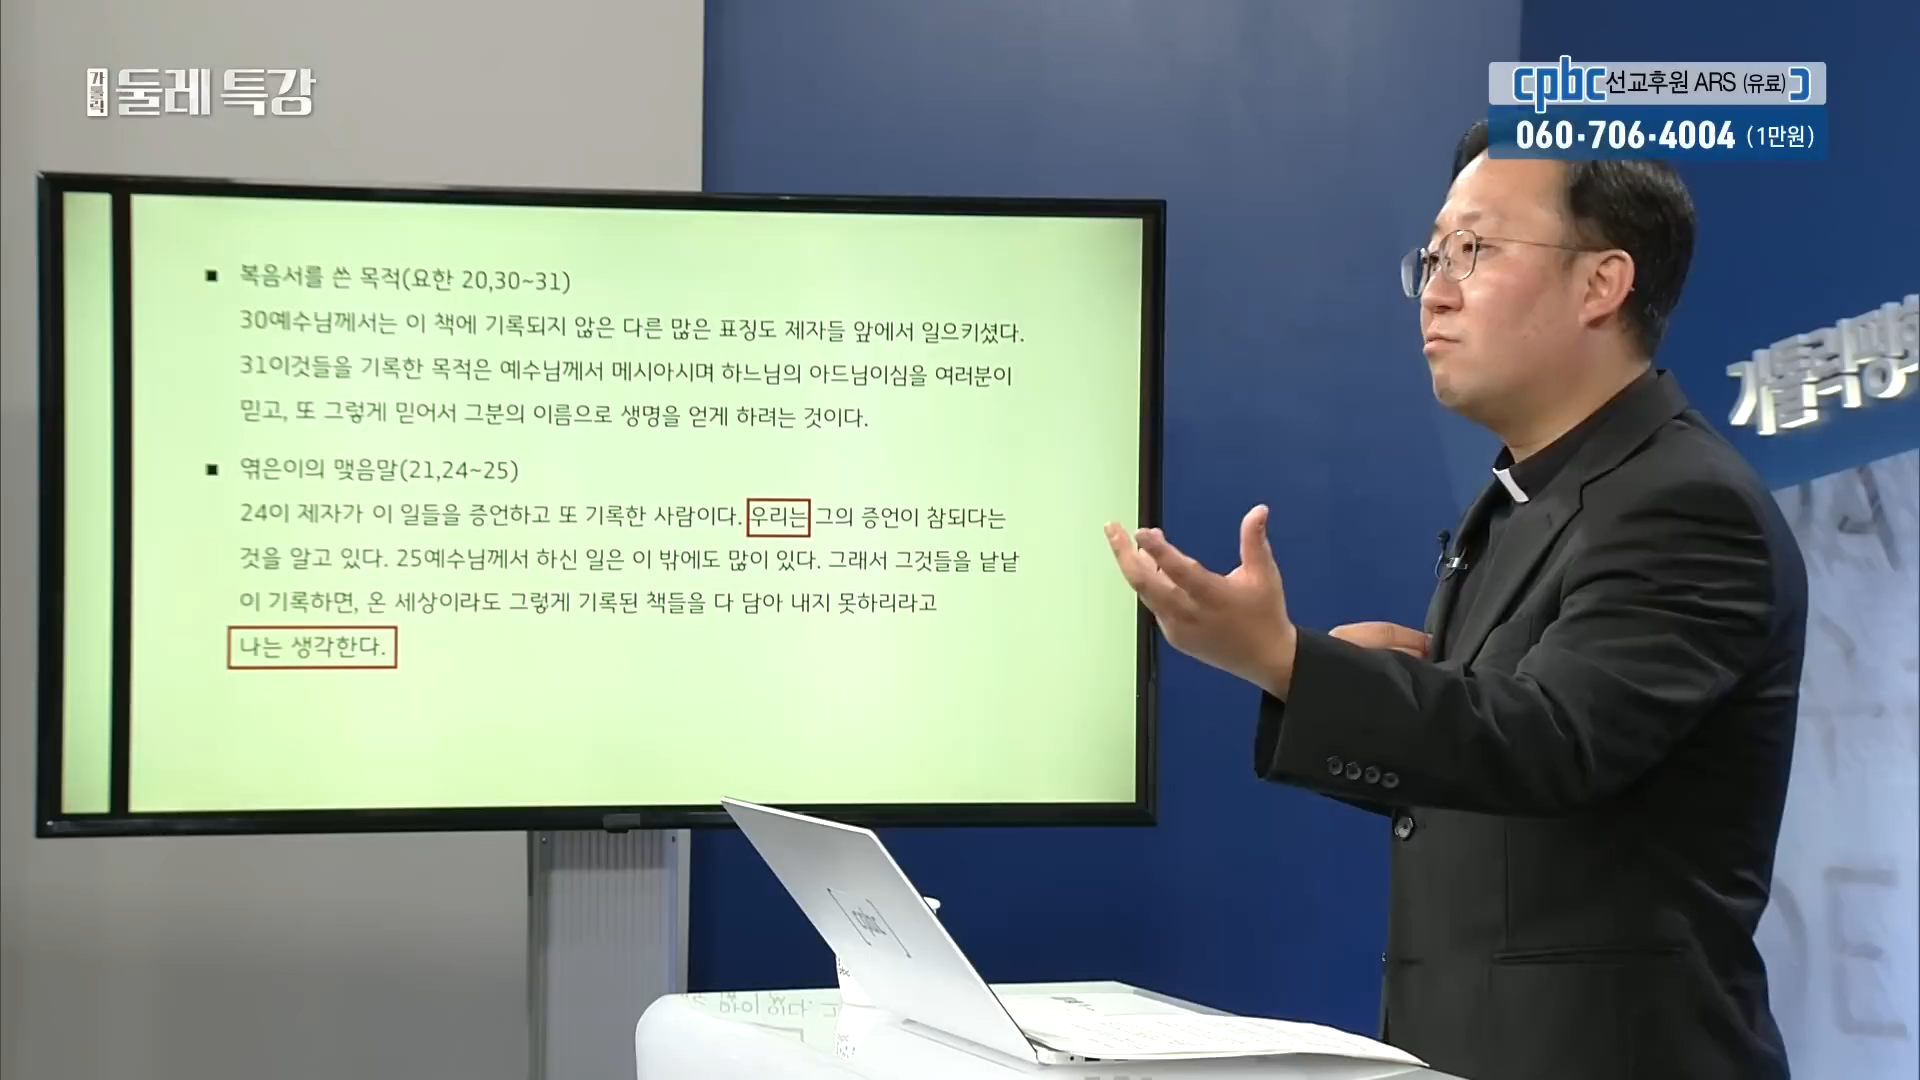 가톨릭
둘레 특강
cpbc 선교후원 ARS (유료)
060·706·4004 (1만원)
■ 복음서를 쓴 목적(요한 20,30~31)
30예수님께서는 이 책에 기록되지 않은 다른 많은 표징도 제자들 앞에서 일으키셨다.
31이것들을 기록한 목적은 예수님께서 메시아시며 하느님의 아드님이심을 여러분이
믿고, 또 그렇게 믿어서 그분의 이름으로 생명을 얻게 하려는 것이다.
■ 엮은이의 맺음말(21,24~25)
24이 제자가 이 일들을 증언하고 또 기록한 사람이다. 우리는 그의 증언이 참되다는
것을 알고 있다. 25예수님께서 하신 일은 이 밖에도 많이 있다. 그래서 그것들을 낱낱
이 기록하면, 온 세상이라도 그렇게 기록된 책들을 다 담아 내지 못하리라고
나는 생각한다.
가톨릭평화
cpbc